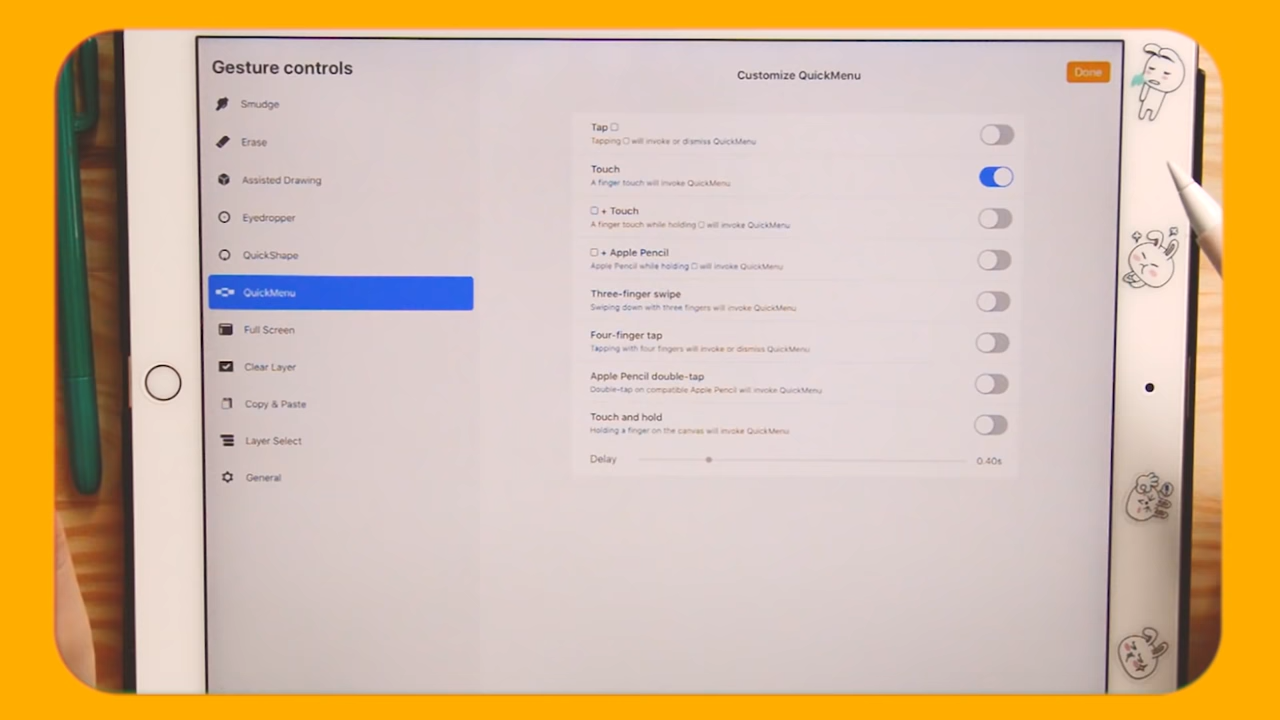 Gesture controls
Customize QuickMenu
Done
Smudge
Erase
Assisted Drawing
Eyedropper
QuickShape
QuickMenu
Full Screen
Clear Layer
Copy & Paste
Layer Select
General
Tap ▢
Tapping ▢ will invoke or dismiss QuickMenu
Touch
A finger touch will invoke QuickMenu
▢ + Touch
A finger touch while holding ▢ will invoke QuickMenu
▢ + Apple Pencil
Apple Pencil while holding ▢ will invoke QuickMenu
Three-finger swipe
Swiping down with three fingers will invoke QuickMenu
Four-finger tap
Tapping with four fingers will invoke or dismiss QuickMenu
Apple Pencil double-tap
Double-tap on compatible Apple Pencil will invoke QuickMenu
Touch and hold
Holding a finger on the canvas will invoke QuickMenu
Delay
0.40s